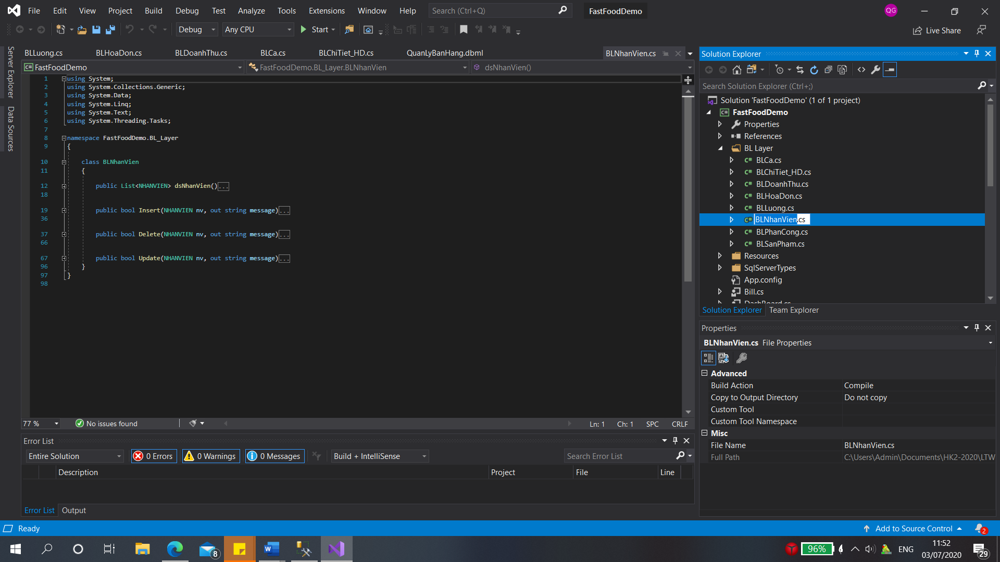 File Edit View Project Build Debug Test Analyze Tools Extensions Window Help Search (Ctrl+Q) FastFoodDemo QG
Debug Any CPU Start Live Share
Server Explorer
Data Sources
BLLuong.cs BLHoaDon.cs BLDoanhThu.cs BLCa.cs BLChiTiet_HD.cs QuanLyBanHang.dbml BLNhanVien.cs
FastFoodDemo FastFoodDemo.BL_Layer.BLNhanVien dsNhanVien()
1 using System;
2 using System.Collections.Generic;
3 using System.Data;
4 using System.Linq;
5 using System.Text;
6 using System.Threading.Tasks;
7
8 namespace FastFoodDemo.BL_Layer
9 {
10 class BLNhanVien
11 {
12 public List<NHANVIEN> dsNhanVien()...
18
19 public bool Insert(NHANVIEN nv, out string message)...
36
37 public bool Delete(NHANVIEN nv, out string message)...
66
67 public bool Update(NHANVIEN nv, out string message)...
96 }
97 }
98
77 % No issues found Ln: 1 Ch: 1 SPC CRLF
Error List
Entire Solution 0 Errors 0 Warnings 0 Messages Build + IntelliSense Search Error List
Description Project File Line
Error List Output
Solution Explorer
Search Solution Explorer (Ctrl+;)
Solution 'FastFoodDemo' (1 of 1 project)
C# FastFoodDemo
Properties
References
BL Layer
C# BLCa.cs
C# BLChiTiet_HD.cs
C# BLDoanhThu.cs
C# BLHoaDon.cs
C# BLLuong.cs
C# BLNhanVien.cs
C# BLPhanCong.cs
C# BLSanPham.cs
Resources
SqlServerTypes
App.config
Bill.cs
DashBoard.cs
Solution Explorer Team Explorer
Properties
BLNhanVien.cs File Properties
Advanced
Build Action Compile
Copy to Output Directory Do not copy
Custom Tool
Custom Tool Namespace
Misc
File Name BLNhanVien.cs
Full Path C:\Users\Admin\Documents\HK2-2020\LTW
Ready Add to Source Control 2
8 96% ENG 11:52
03/07/2020 29